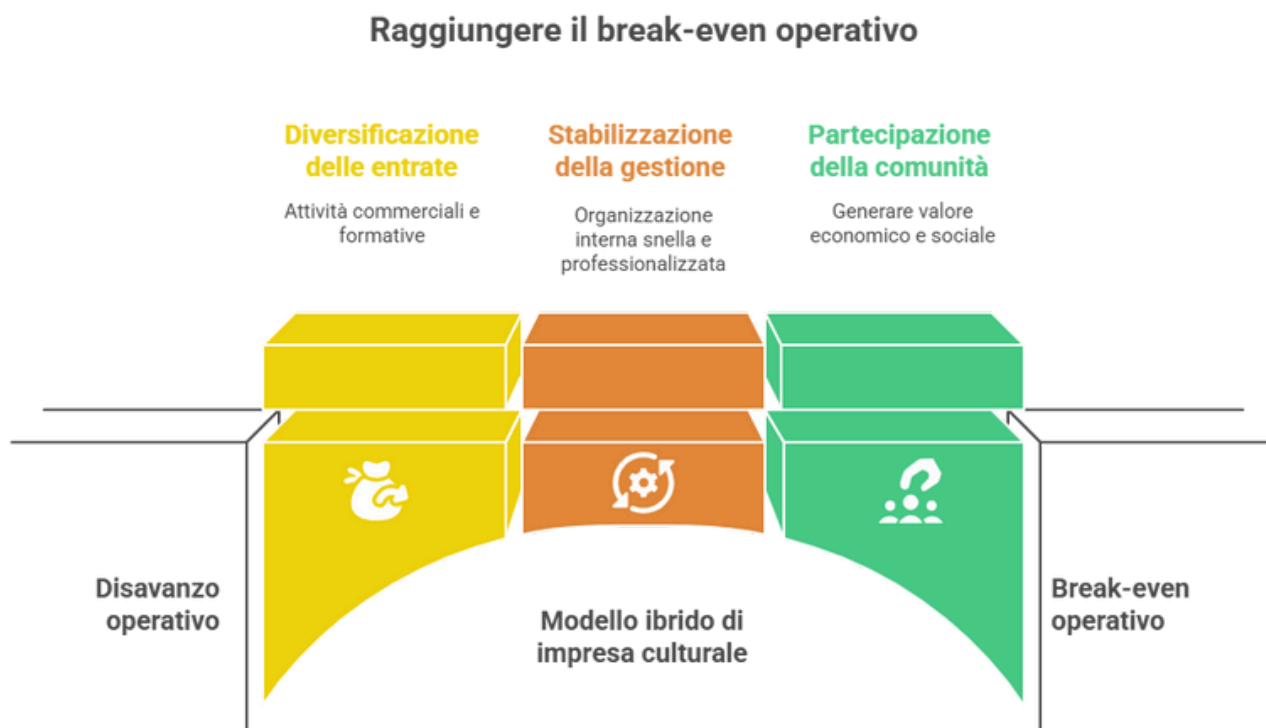 Raggiungere il break-even operativo
Diversificazione
delle entrate
Attività commerciali e
formative
Stabilizzazione
della gestione
Organizzazione
interna snella e
professionalizzata
Partecipazione
della comunità
Generare valore
economico e sociale
Disavanzo
operativo
Modello ibrido di
impresa culturale
Break-even
operativo